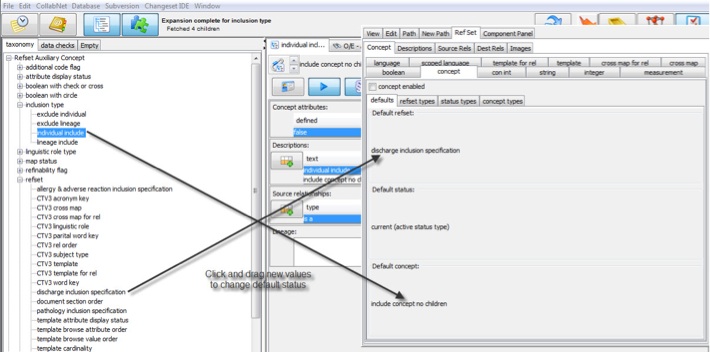 File Edit CollabNet Database Subversion Changeset IDE Window
Expansion complete for inclusion type
Fetched 4 children
taxonomy data checks Empty
Refset Auxiliary Concept
additional code flag
attribute display status
boolean with check or cross
boolean with circle
inclusion type
exclude individual
exclude lineage
individual include
lineage include
linguistic role type
map status
refinability flag
refset
allergy & adverse reaction inclusion specification
CTV3 acronym key
CTV3 cross map
CTV3 cross map for rel
CTV3 linguistic role
CTV3 parital word key
CTV3 rel order
CTV3 subject type
CTV3 template
CTV3 template for rel
CTV3 word key
discharge inclusion specification
document section order
pathology inclusion specification
template attribute display status
template browse attribute order
template browse value order
template cardinality
individual incl... O/E -
include concept no chi
Concept attributes:
defined
false
Descriptions:
text
individual include
include concept no d
Source relationships:
type
is a
Lineage:
Click and drag new values
to change default status
View Edit Path New Path Ref Set Component Panel
Concept Descriptions Source Rels Dest Rels Images
language scoped language template for rel template cross map for rel cross map
boolean concept con int string integer measurement
concept enabled
defaults refset types status types concept types
Default refset:
discharge inclusion specification
Default status:
current (active status type)
Default concept:
include concept no children